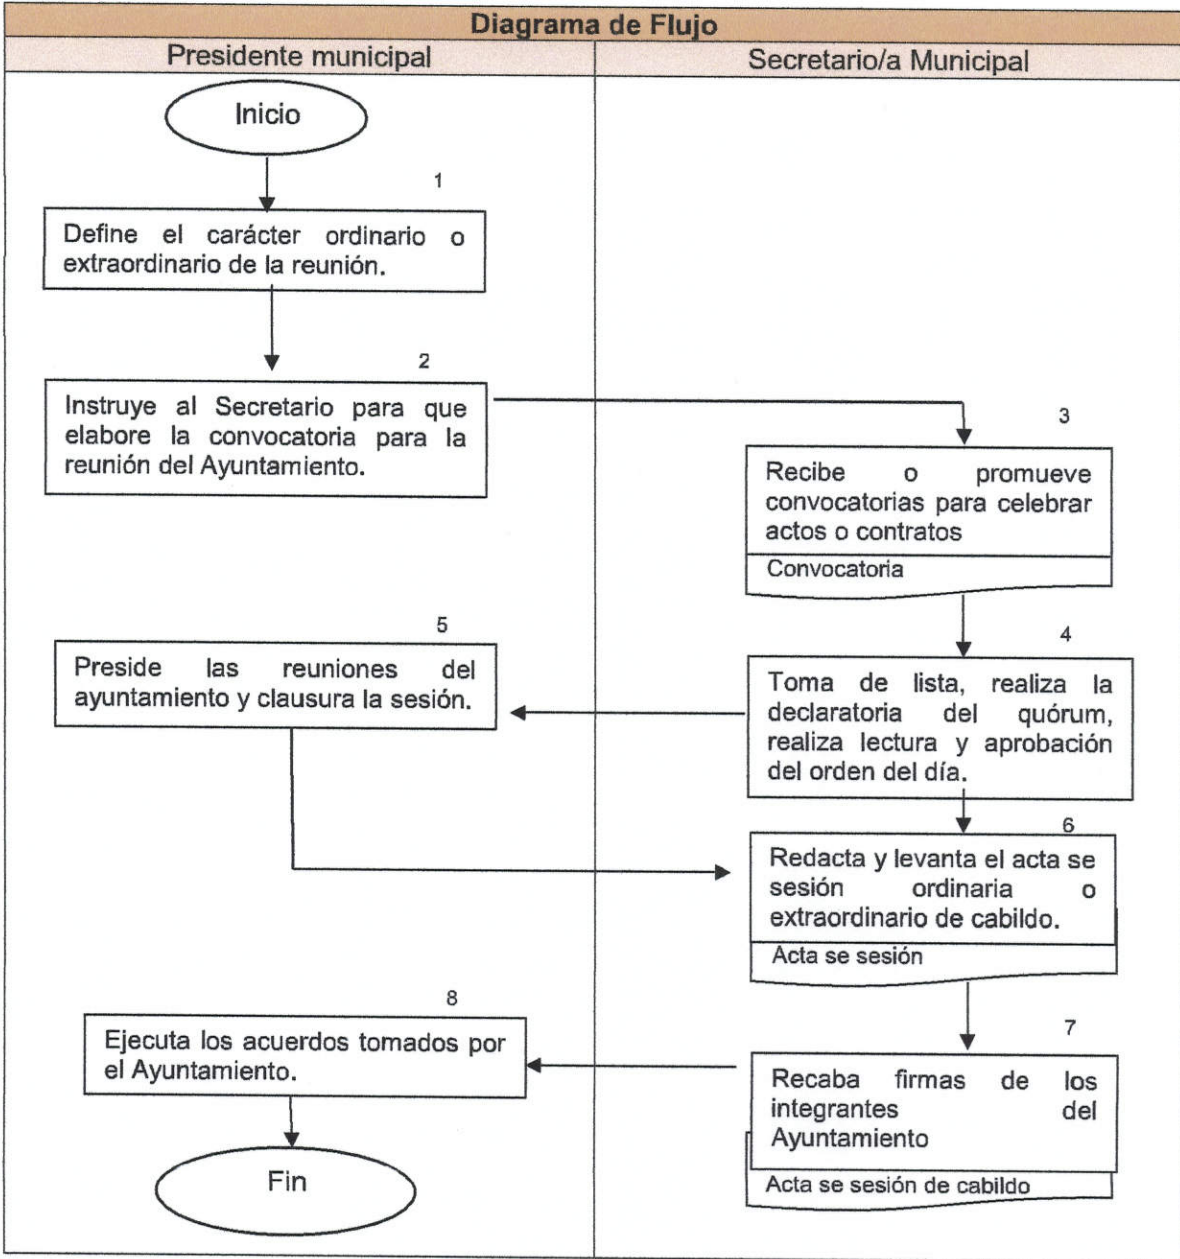 Diagrama de Flujo
Presidente municipal
Secretario/a Municipal
Inicio
1
Define el carácter ordinario o
extraordinario de la reunión.
2
Instruye al Secretario para que
elabore la convocatoria para la
reunión del Ayuntamiento.
3
Recibe o promueve
convocatorias para celebrar
actos o contratos
Convocatoria
4
Toma de lista, realiza la
declaratoria del quórum,
realiza lectura y aprobación
del orden del día.
5
Preside las reuniones del
ayuntamiento y clausura la sesión.
6
Redacta y levanta el acta se
sesión ordinaria o
extraordinario de cabildo.
Acta se sesión
7
Recaba firmas de los
integrantes del
Ayuntamiento
Acta se sesión de cabildo
8
Ejecuta los acuerdos tomados por
el Ayuntamiento.
Fin